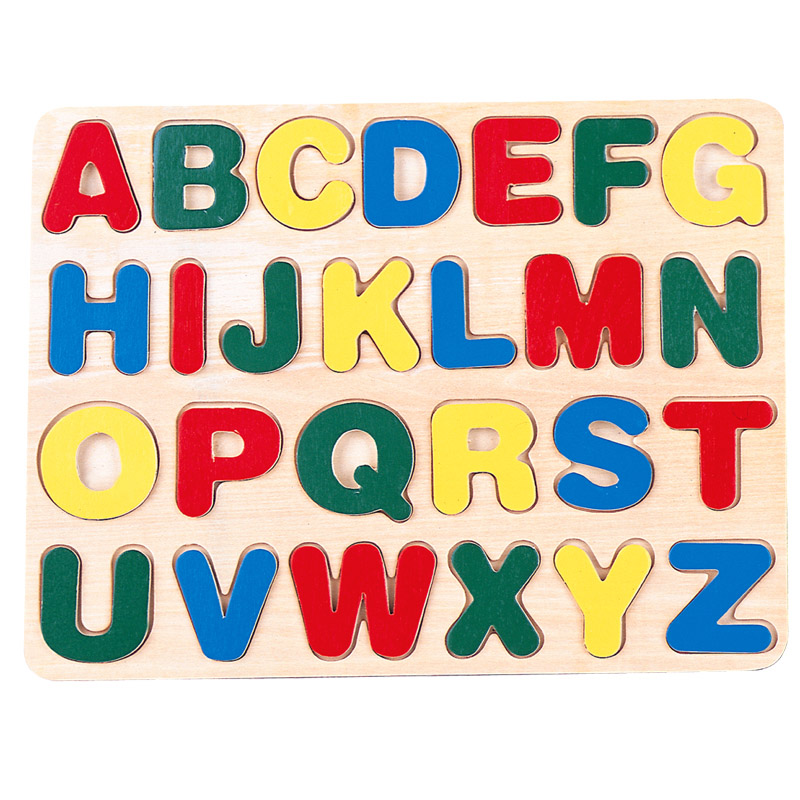 ABCDEFG
HIJKLMN
OPQRST
UVWXYZ